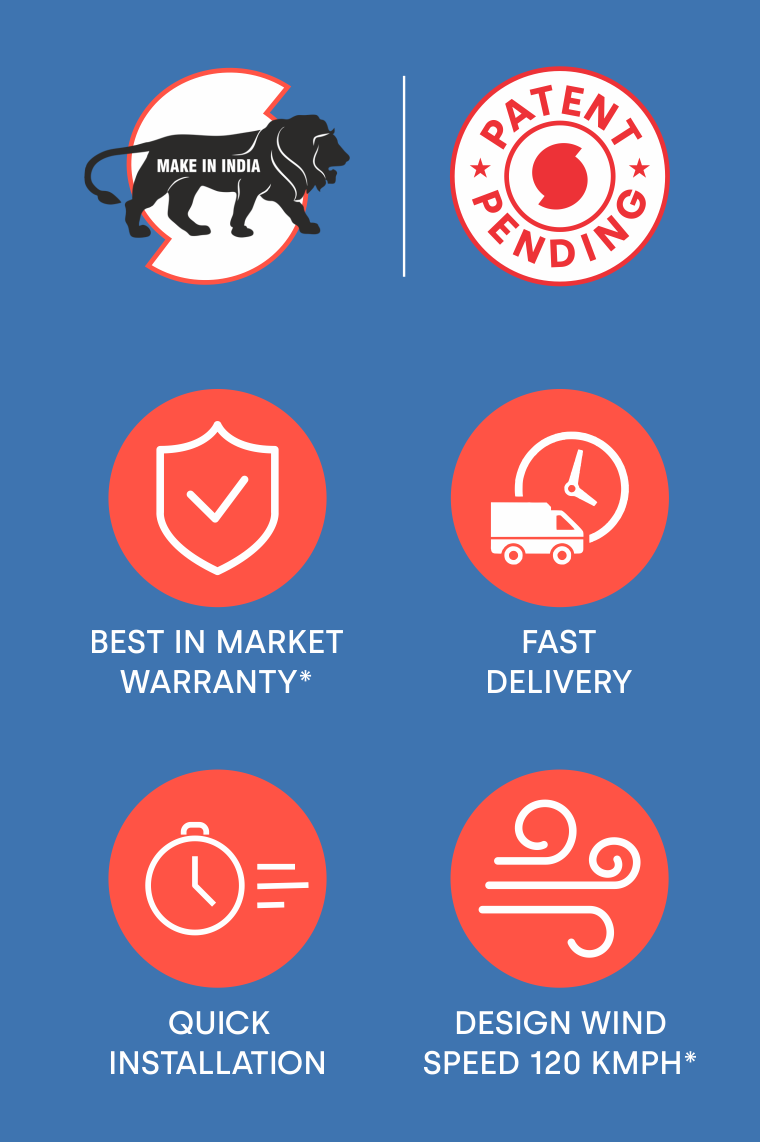 MAKE IN INDIA
PATENT
PENDING
BEST IN MARKET
WARRANTY*
FAST
DELIVERY
QUICK
INSTALLATION
DESIGN WIND
SPEED 120 KMPH*